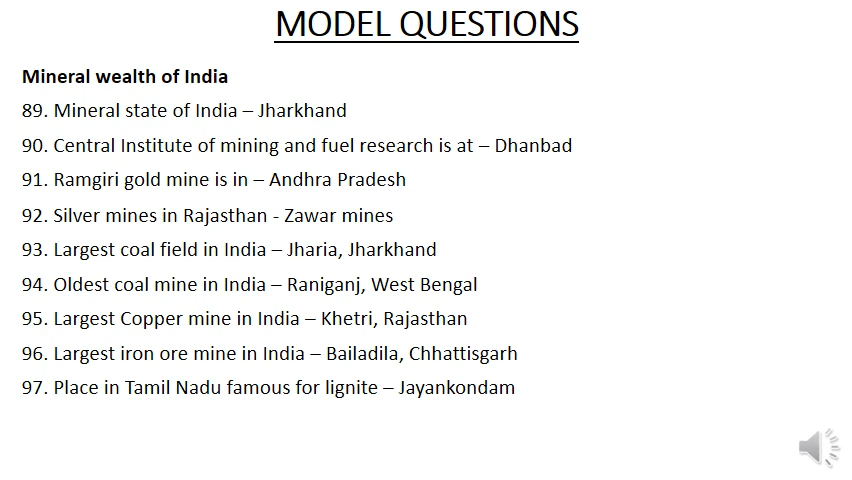 MODEL QUESTIONS
Mineral wealth of India
89. Mineral state of India – Jharkhand
90. Central Institute of mining and fuel research is at – Dhanbad
91. Ramgiri gold mine is in – Andhra Pradesh
92. Silver mines in Rajasthan - Zawar mines
93. Largest coal field in India – Jharia, Jharkhand
94. Oldest coal mine in India – Raniganj, West Bengal
95. Largest Copper mine in India – Khetri, Rajasthan
96. Largest iron ore mine in India – Bailadila, Chhattisgarh
97. Place in Tamil Nadu famous for lignite – Jayankondam